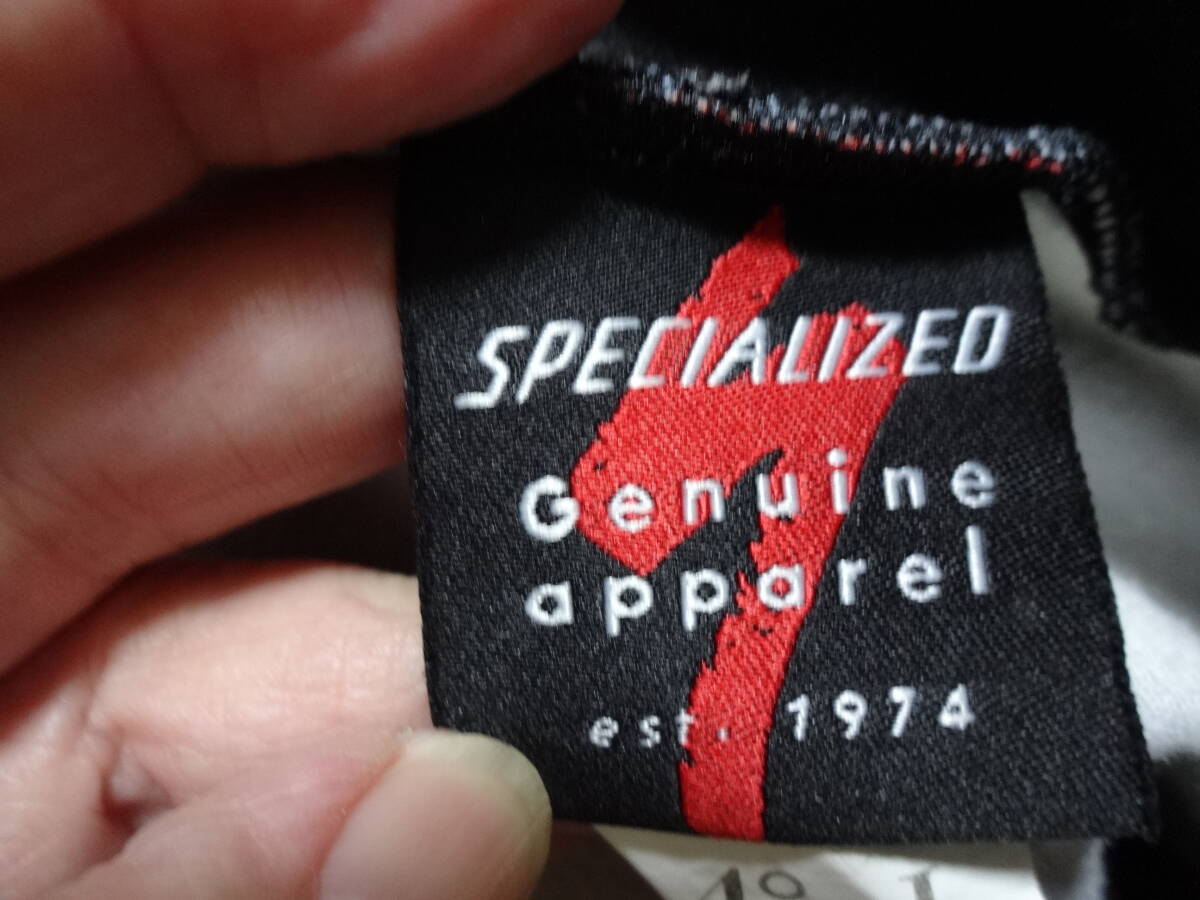 SPECIALIZED
Genuine
apparel
est. 1974